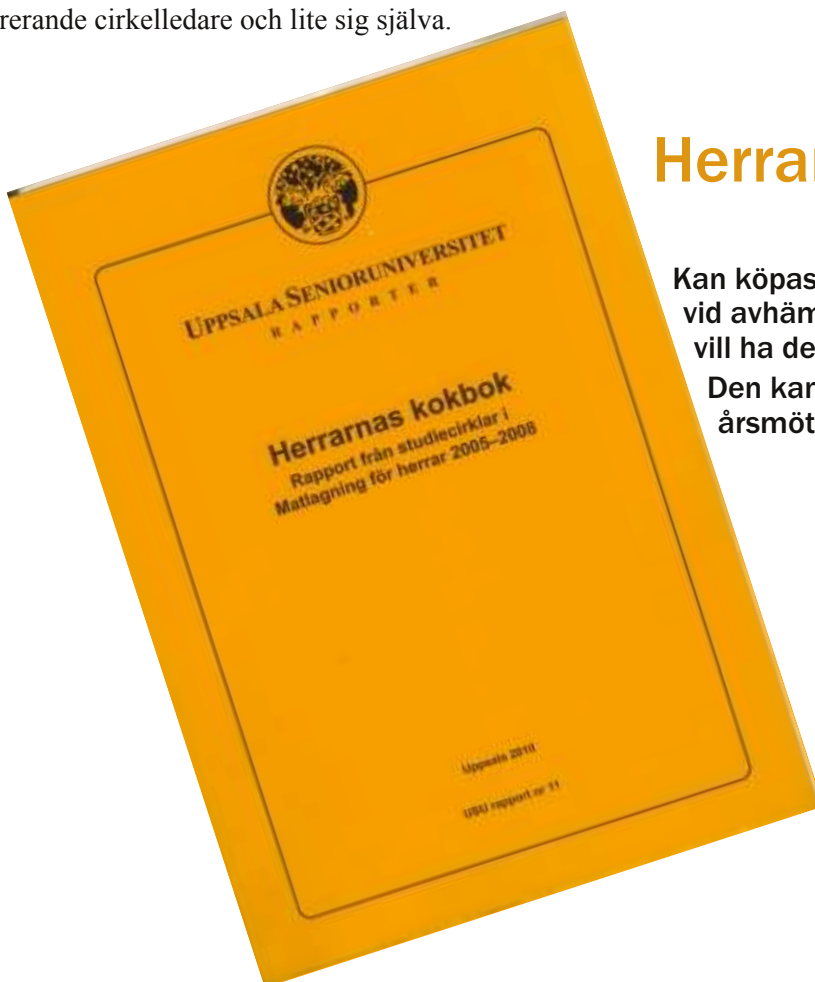 rerande cirkelledare och lite sig själva.
UPPSALA SENIORUNIVERSITET
RAPPORTER
Herrarnas kokbok
Rapport från studiecirklar i
Matlagning för herrar 2005–2008
Uppsala 2010
USU rapport nr 11
Herrar
Kan köpas
vid avhäm
vill ha de
Den kan
årsmöt